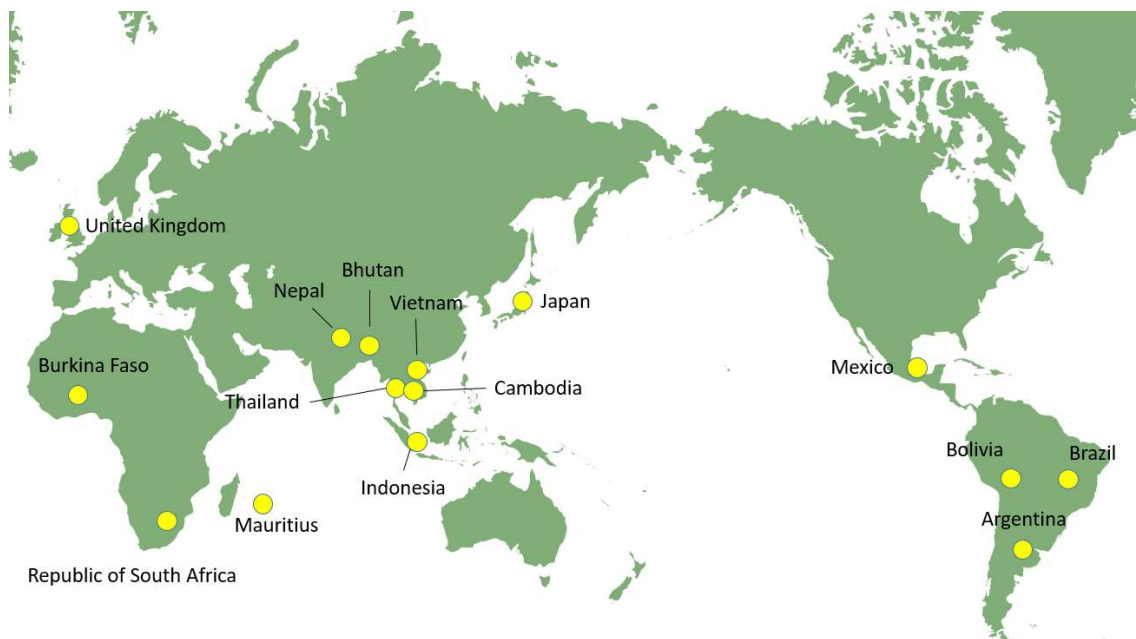 United Kingdom
Bhutan
Nepal
Vietnam
Japan
Burkina Faso
Mexico
Thailand
Cambodia
Bolivia
Brazil
Indonesia
Mauritius
Argentina
Republic of South Africa